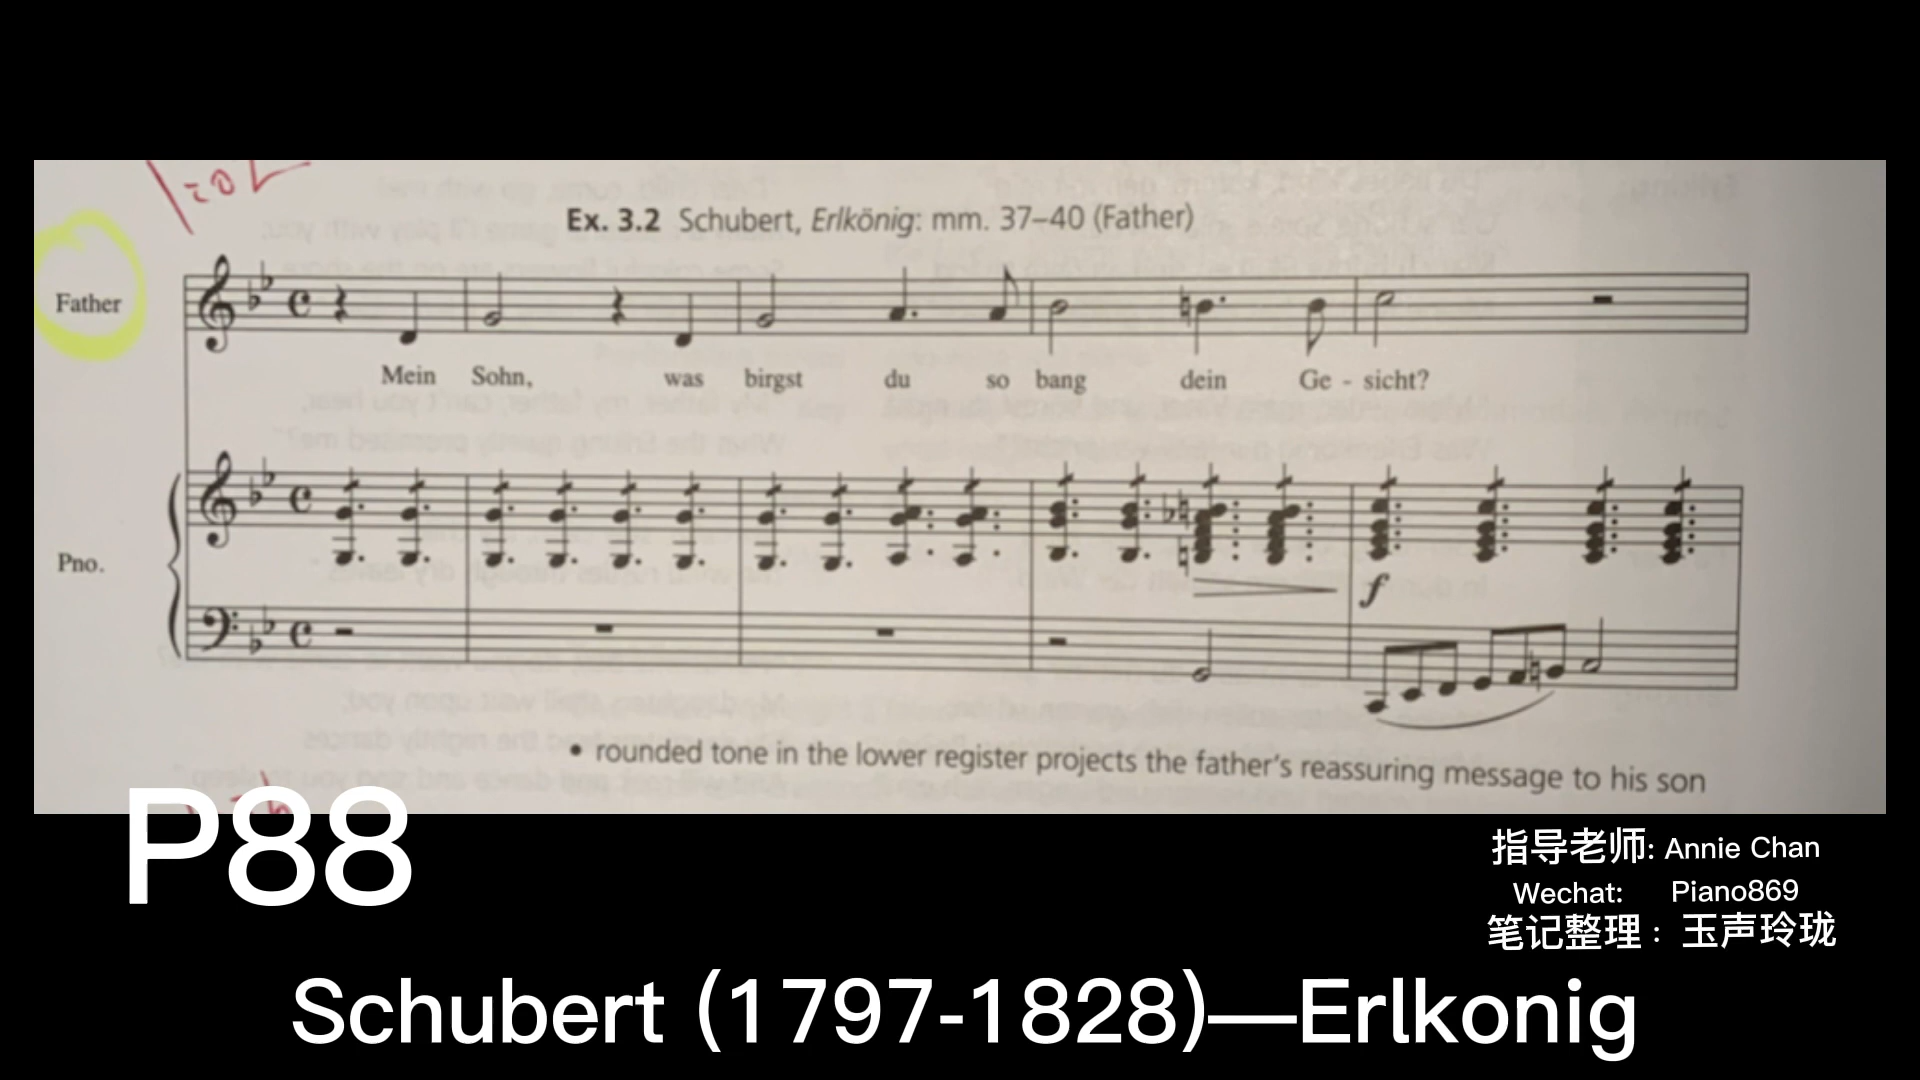 Ex. 3.2 Schubert, Erlkönig: mm. 37–40 (Father)
Father
Mein Sohn, was birgst du so bang dein Ge - sicht?
Pno.
f
• rounded tone in the lower register projects the father's reassuring message to his son
P88
指导老师: Annie Chan
Wechat: Piano869
笔记整理: 玉声玲珑
Schubert (1797-1828)—Erlkonig